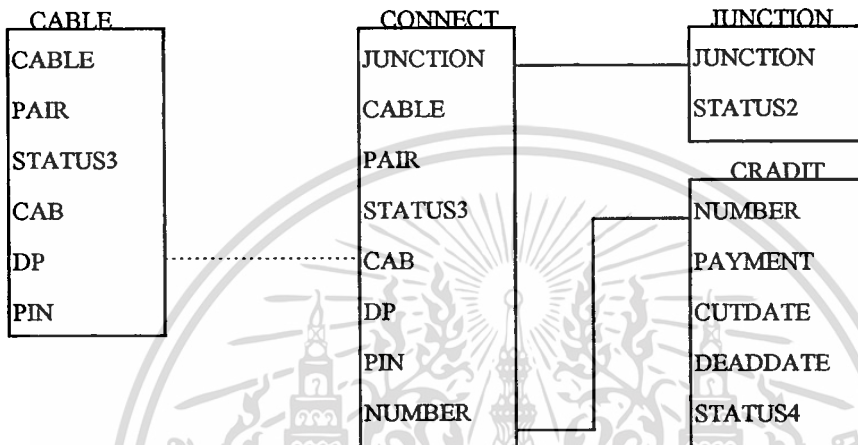 CABLE
CABLE
PAIR
STATUS3
CAB
DP
PIN
CONNECT
JUNCTION
CABLE
PAIR
STATUS3
CAB
DP
PIN
NUMBER
JUNCTION
JUNCTION
STATUS2
CRADIT
NUMBER
PAYMENT
CUTDATE
DEADDATE
STATUS4